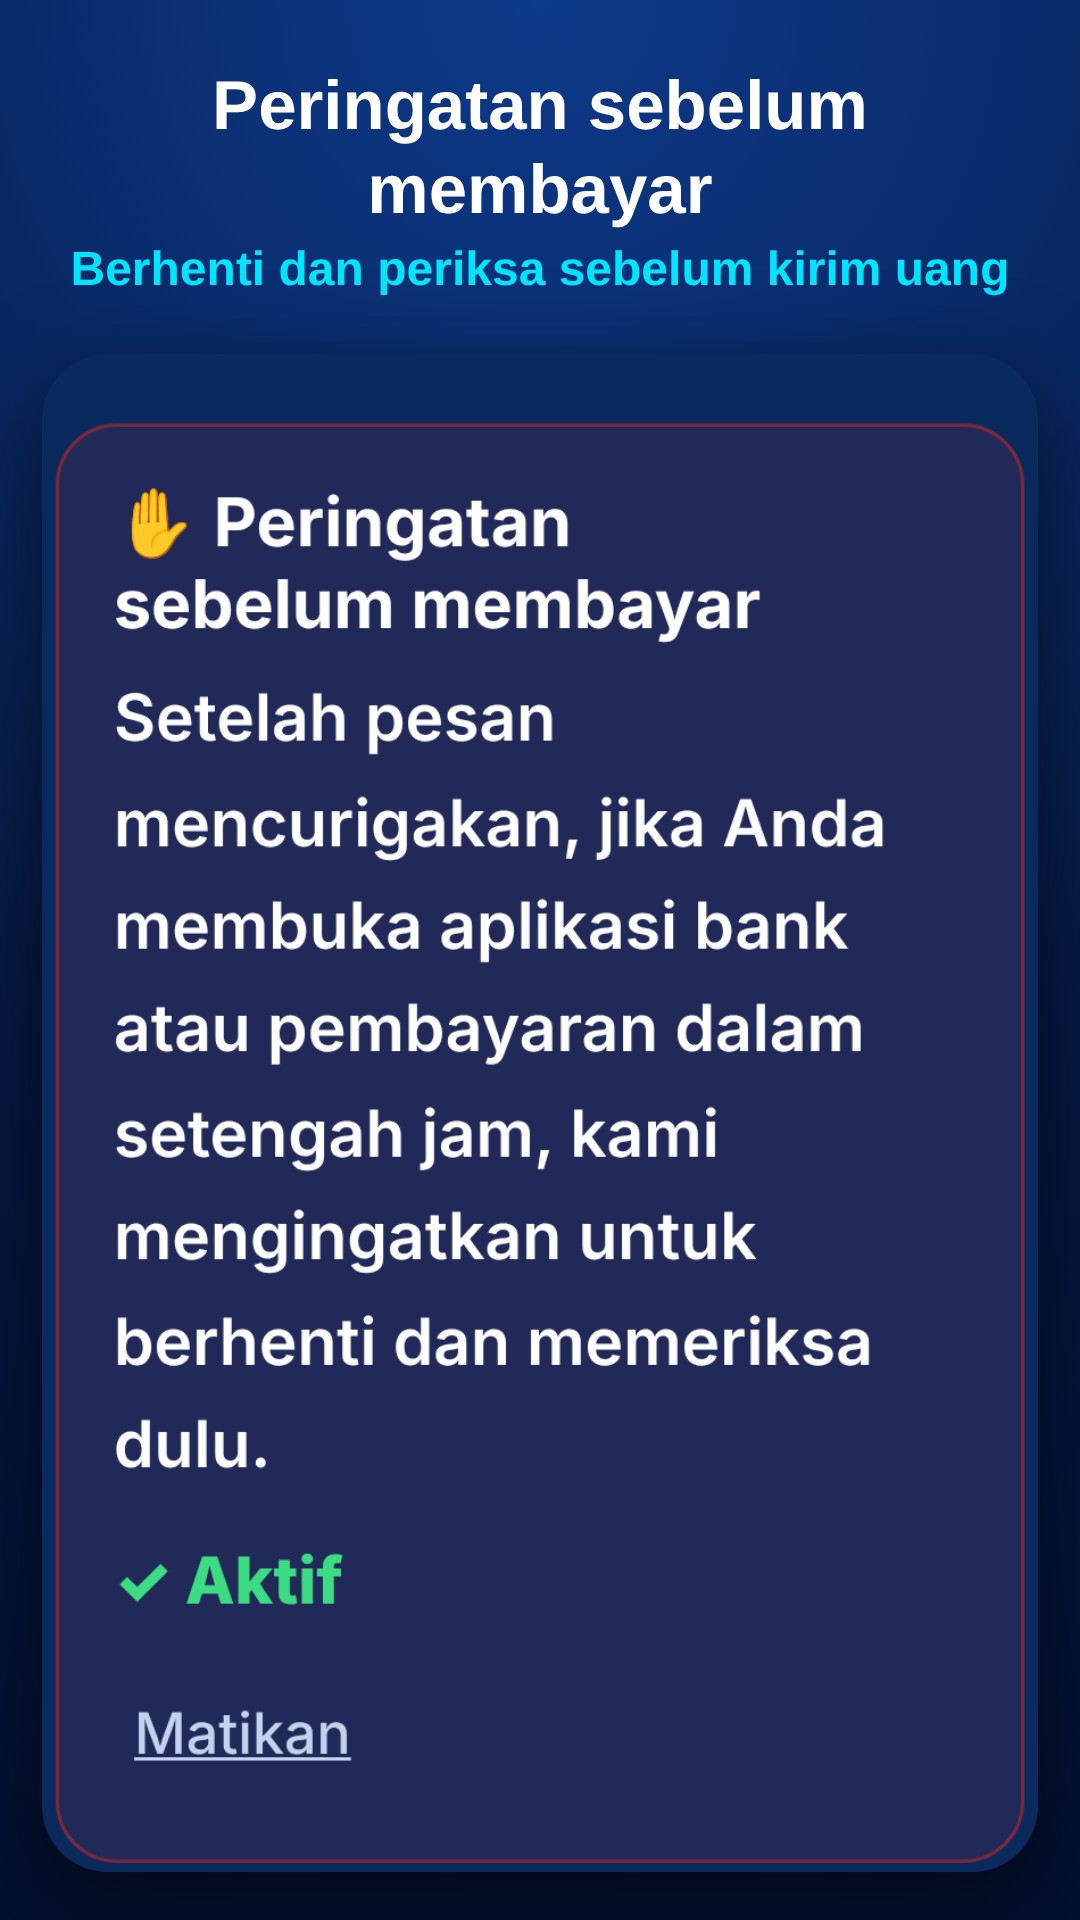 Peringatan sebelum
membayar
Berhenti dan periksa sebelum kirim uang
✋ Peringatan
sebelum membayar
Setelah pesan
mencurigakan, jika Anda
membuka aplikasi bank
atau pembayaran dalam
setengah jam, kami
mengingatkan untuk
berhenti dan memeriksa
dulu.
✓ Aktif
Matikan